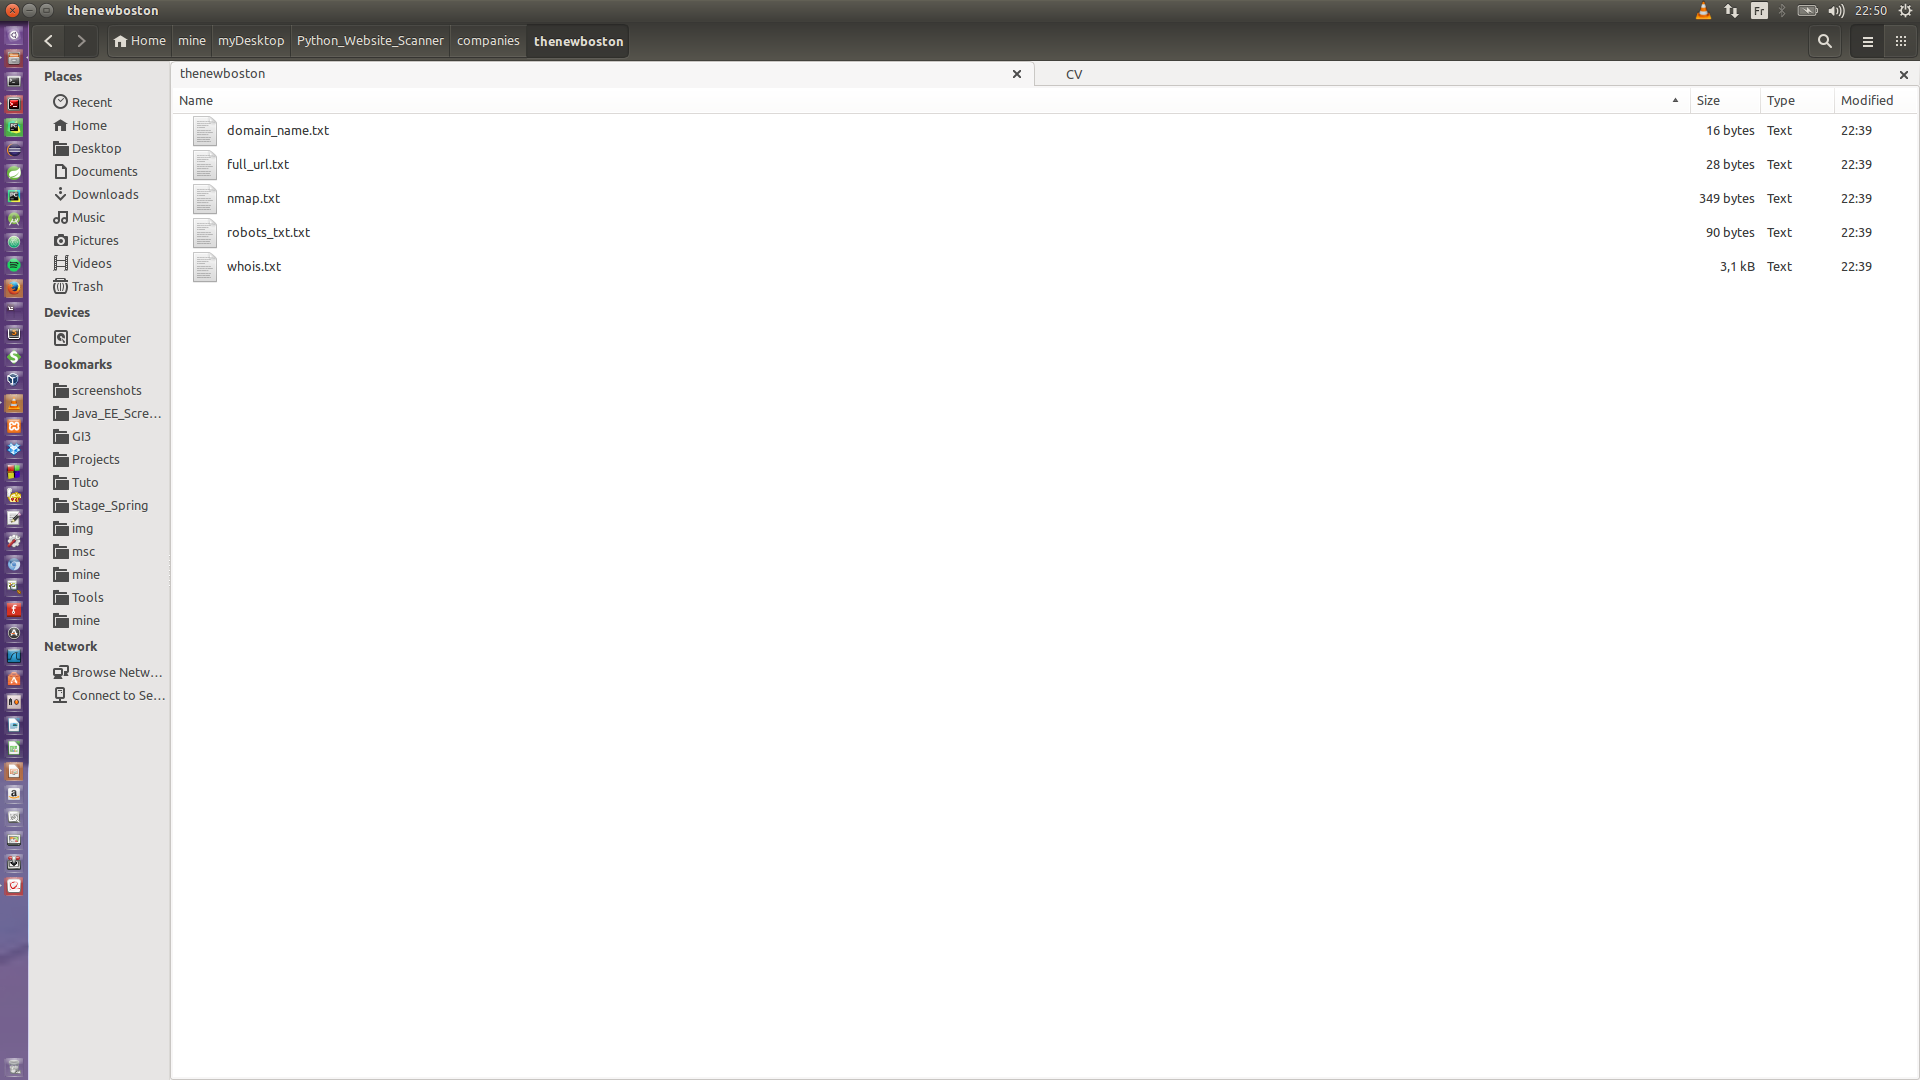 thenewboston
Fr
22:50
Home
mine
myDesktop
Python_Website_Scanner
companies
thenewboston
Places
Recent
Home
Desktop
Documents
Downloads
Music
Pictures
Videos
Trash
Devices
Computer
Bookmarks
screenshots
Java_EE_Scre...
GI3
Projects
Tuto
Stage_Spring
img
msc
mine
Tools
mine
Network
Browse Netw...
Connect to Se...
thenewboston
CV
Name Size Type Modified
domain_name.txt 16 bytes Text 22:39
full_url.txt 28 bytes Text 22:39
nmap.txt 349 bytes Text 22:39
robots_txt.txt 90 bytes Text 22:39
whois.txt 3,1 kB Text 22:39